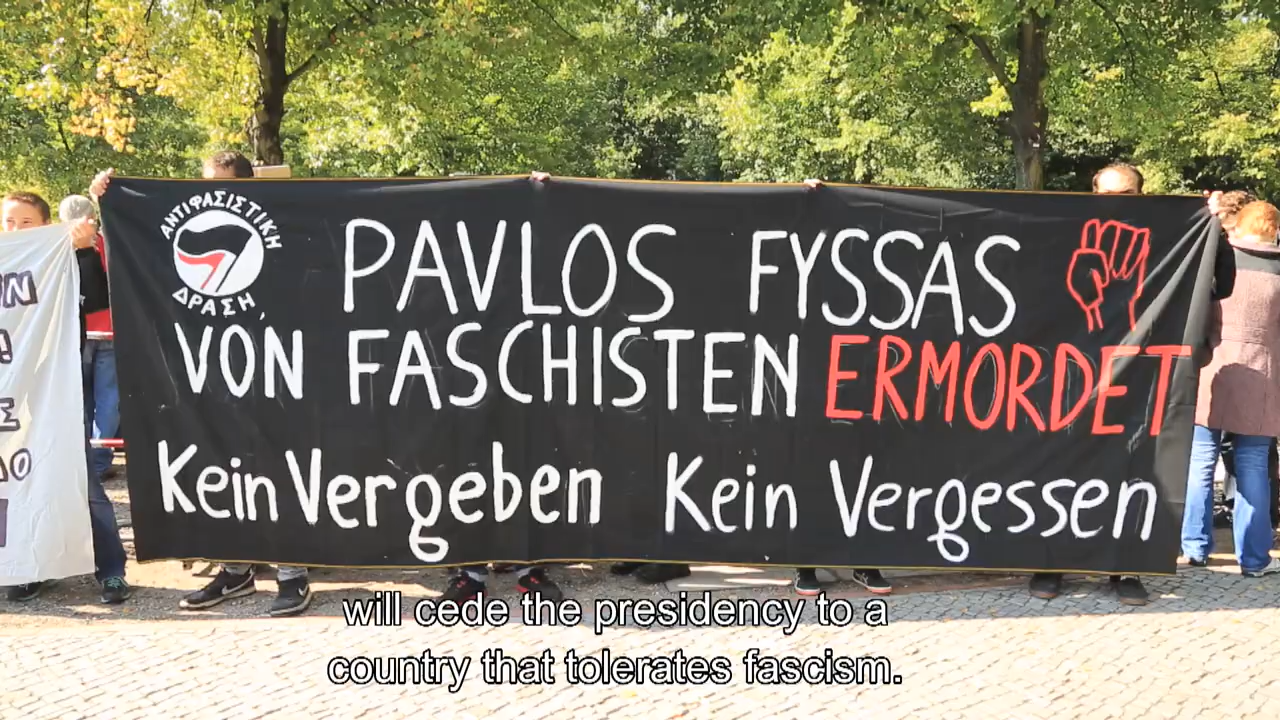 ΑΝΤΙΦΑΣΙΣΤΙΚΗ
ΔΡΑΣΗ
PAVLOS FYSSAS
VON FASCHISTEN ERMORDET
Kein Vergeben Kein Vergessen
will cede the presidency to a
country that tolerates fascism.